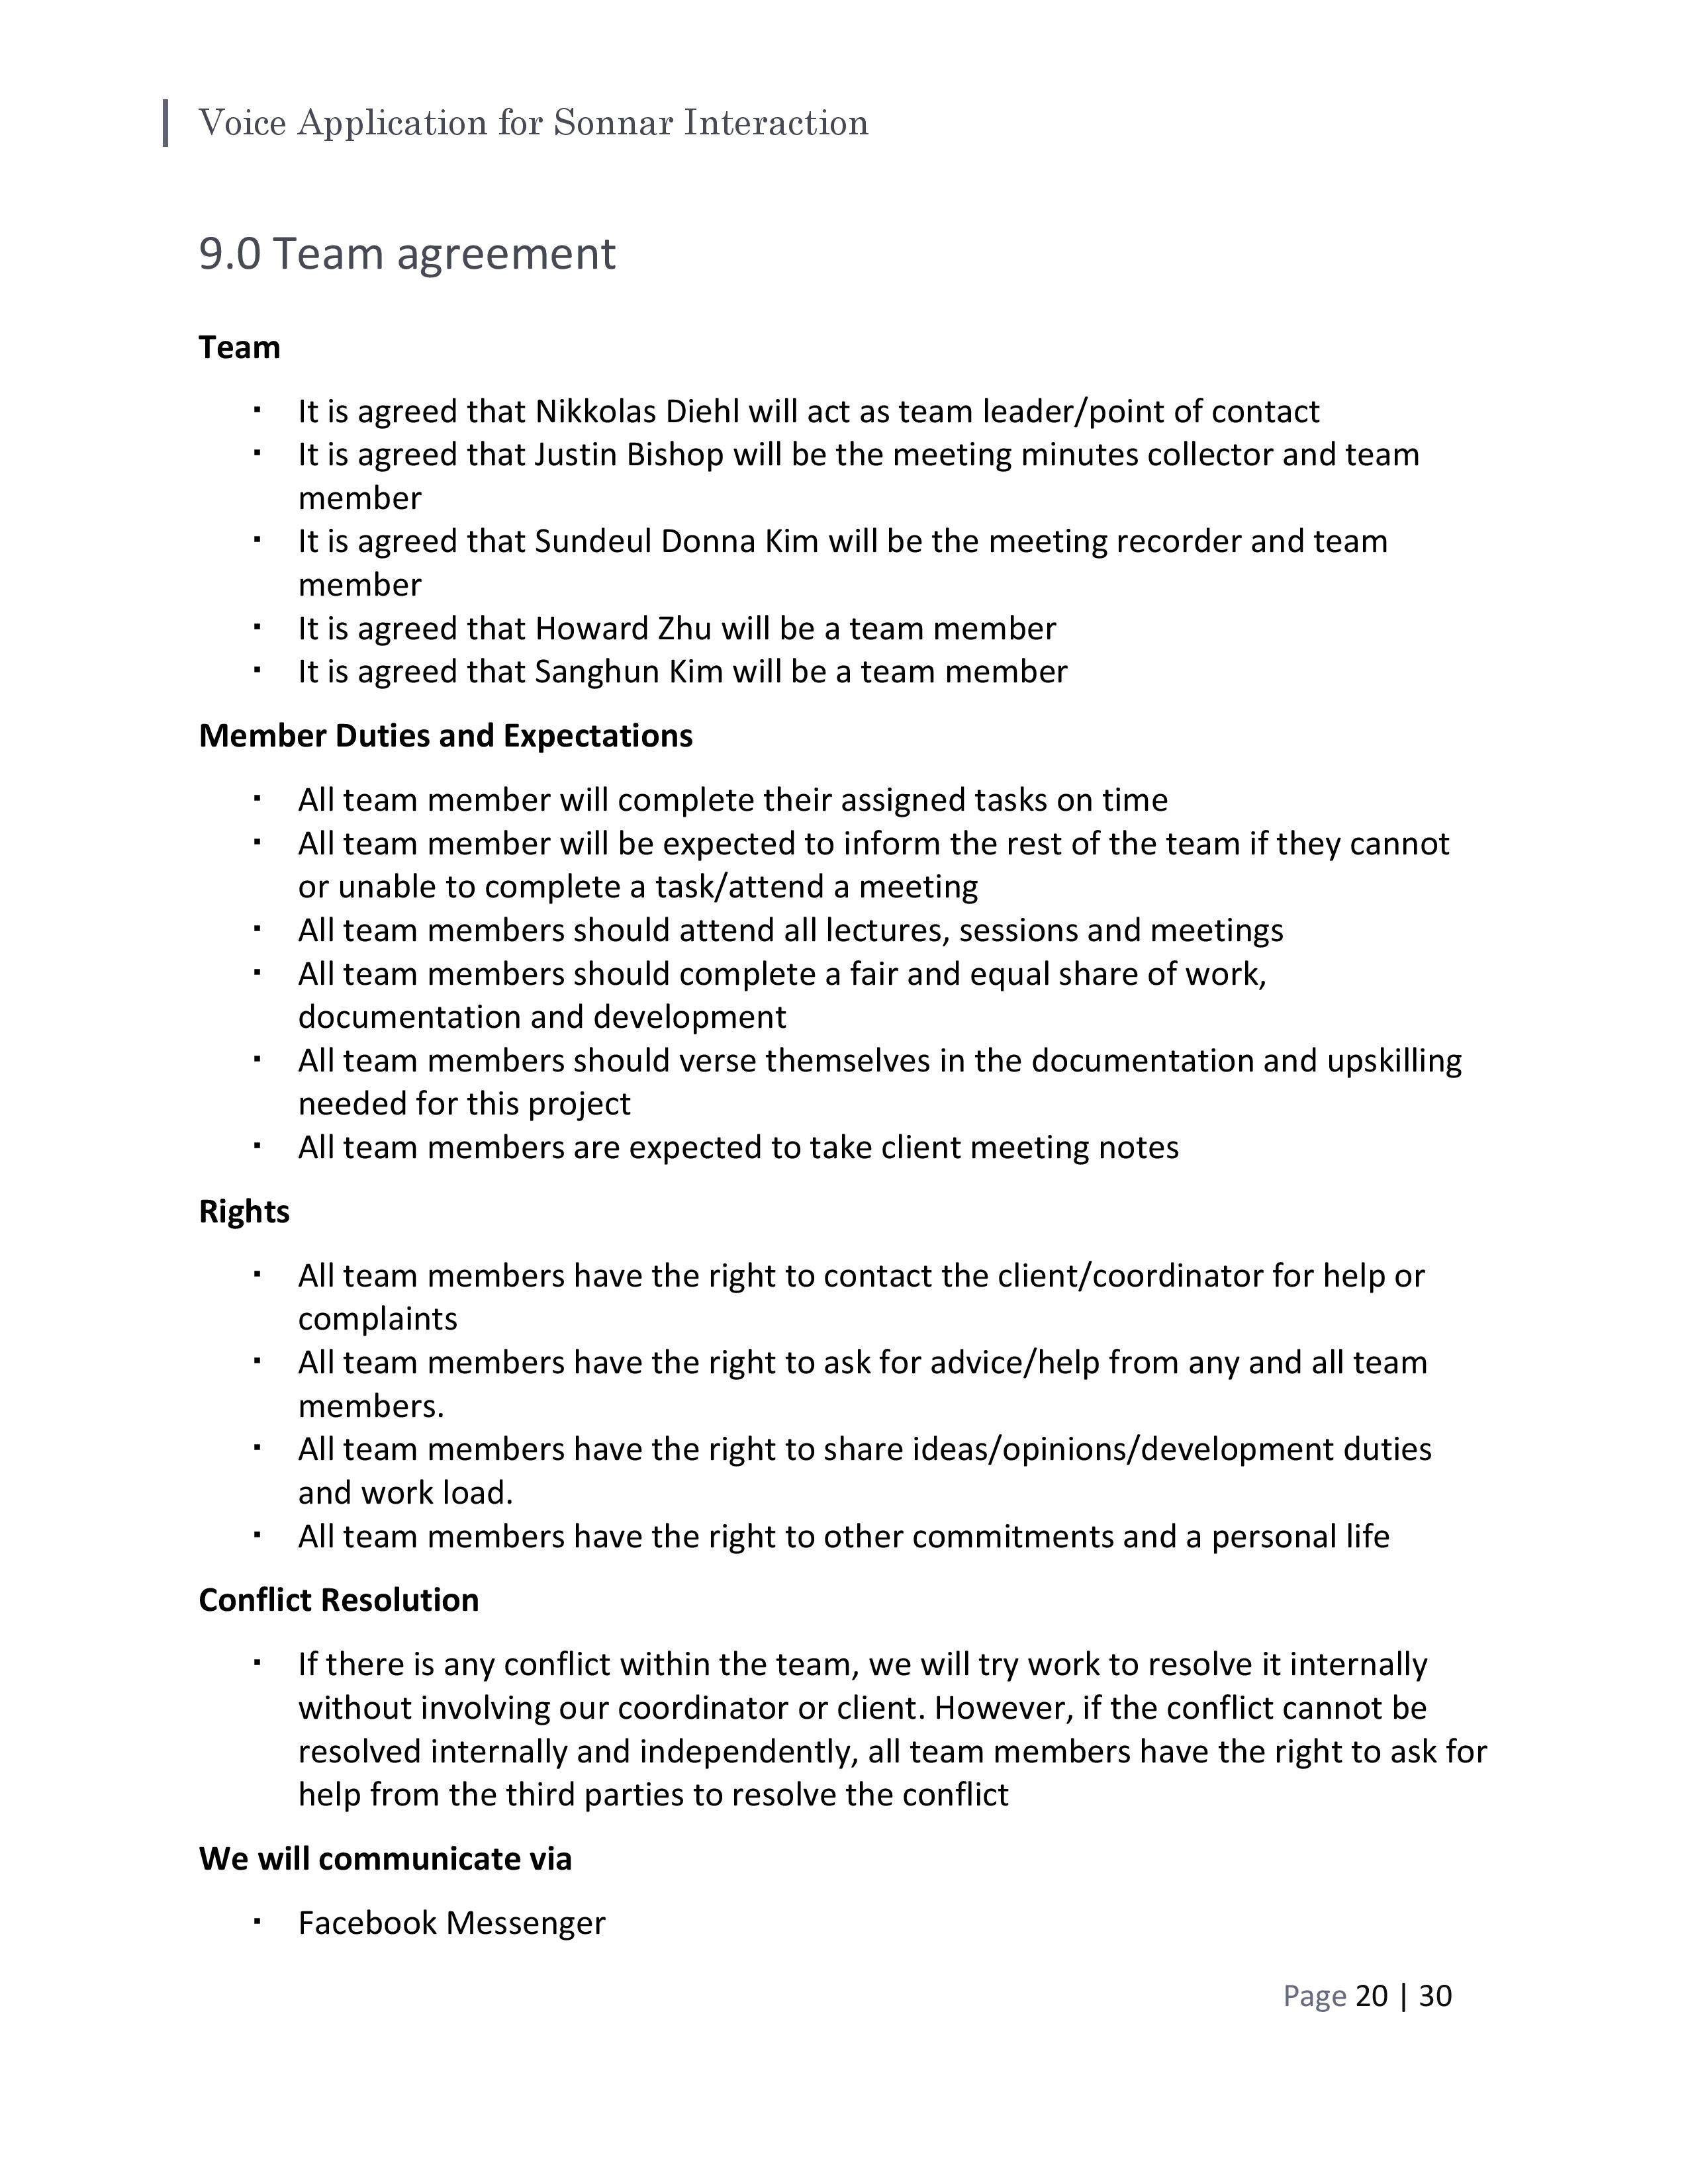 Voice Application for Sonnar Interaction
9.0 Team agreement
Team
▪ It is agreed that Nikkolas Diehl will act as team leader/point of contact
▪ It is agreed that Justin Bishop will be the meeting minutes collector and team
member
▪ It is agreed that Sundeul Donna Kim will be the meeting recorder and team
member
▪ It is agreed that Howard Zhu will be a team member
▪ It is agreed that Sanghun Kim will be a team member
Member Duties and Expectations
▪ All team member will complete their assigned tasks on time
▪ All team member will be expected to inform the rest of the team if they cannot
or unable to complete a task/attend a meeting
▪ All team members should attend all lectures, sessions and meetings
▪ All team members should complete a fair and equal share of work,
documentation and development
▪ All team members should verse themselves in the documentation and upskilling
needed for this project
▪ All team members are expected to take client meeting notes
Rights
▪ All team members have the right to contact the client/coordinator for help or
complaints
▪ All team members have the right to ask for advice/help from any and all team
members.
▪ All team members have the right to share ideas/opinions/development duties
and work load.
▪ All team members have the right to other commitments and a personal life
Conflict Resolution
▪ If there is any conflict within the team, we will try work to resolve it internally
without involving our coordinator or client. However, if the conflict cannot be
resolved internally and independently, all team members have the right to ask for
help from the third parties to resolve the conflict
We will communicate via
▪ Facebook Messenger
Page 20 | 30